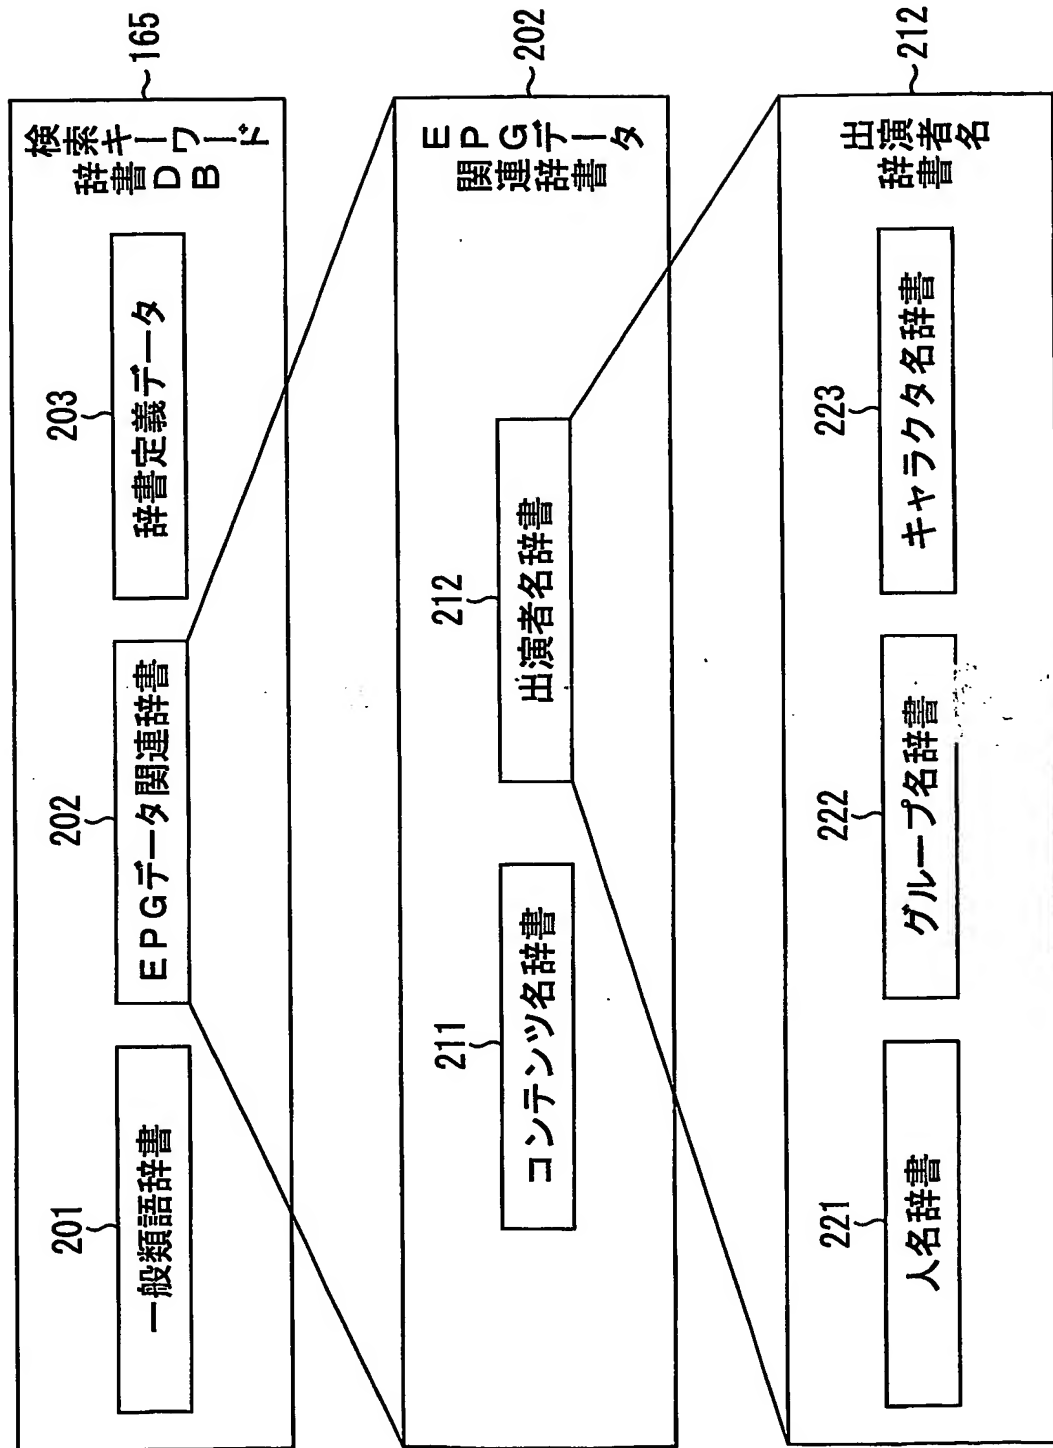 検索キーワード
辞書DB
165
201
一般類語辞書
202
EPGデータ関連辞書
203
辞書定義データ
EPGデータ
関連辞書
202
211
コンテンツ名辞書
212
出演者名辞書
出演者名
辞書
212
221
人名辞書
222
グループ名辞書
223
キャラクタ名辞書